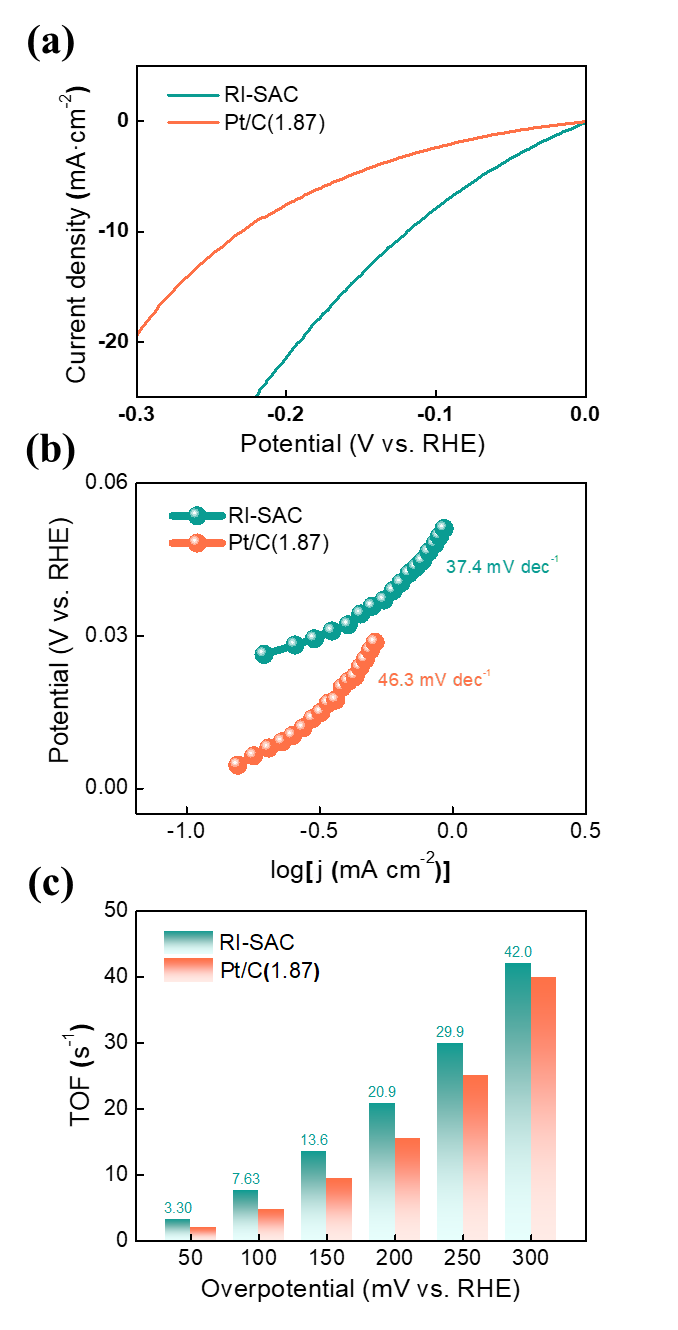 (a)
RI-SAC
Pt/C(1.87)
Current density (mA·cm-2)
0
-10
-20
-0.3
-0.2
-0.1
0.0
Potential (V vs. RHE)
(b)
RI-SAC
Pt/C(1.87)
37.4 mV dec-1
46.3 mV dec-1
Potential (V vs. RHE)
0.06
0.03
0.00
-1.0
-0.5
0.0
0.5
log[j (mA cm-2)]
(c)
RI-SAC
Pt/C(1.87)
TOF (s-1)
50
40
30
20
10
0
3.30
7.63
13.6
20.9
29.9
42.0
50
100
150
200
250
300
Overpotential (mV vs. RHE)